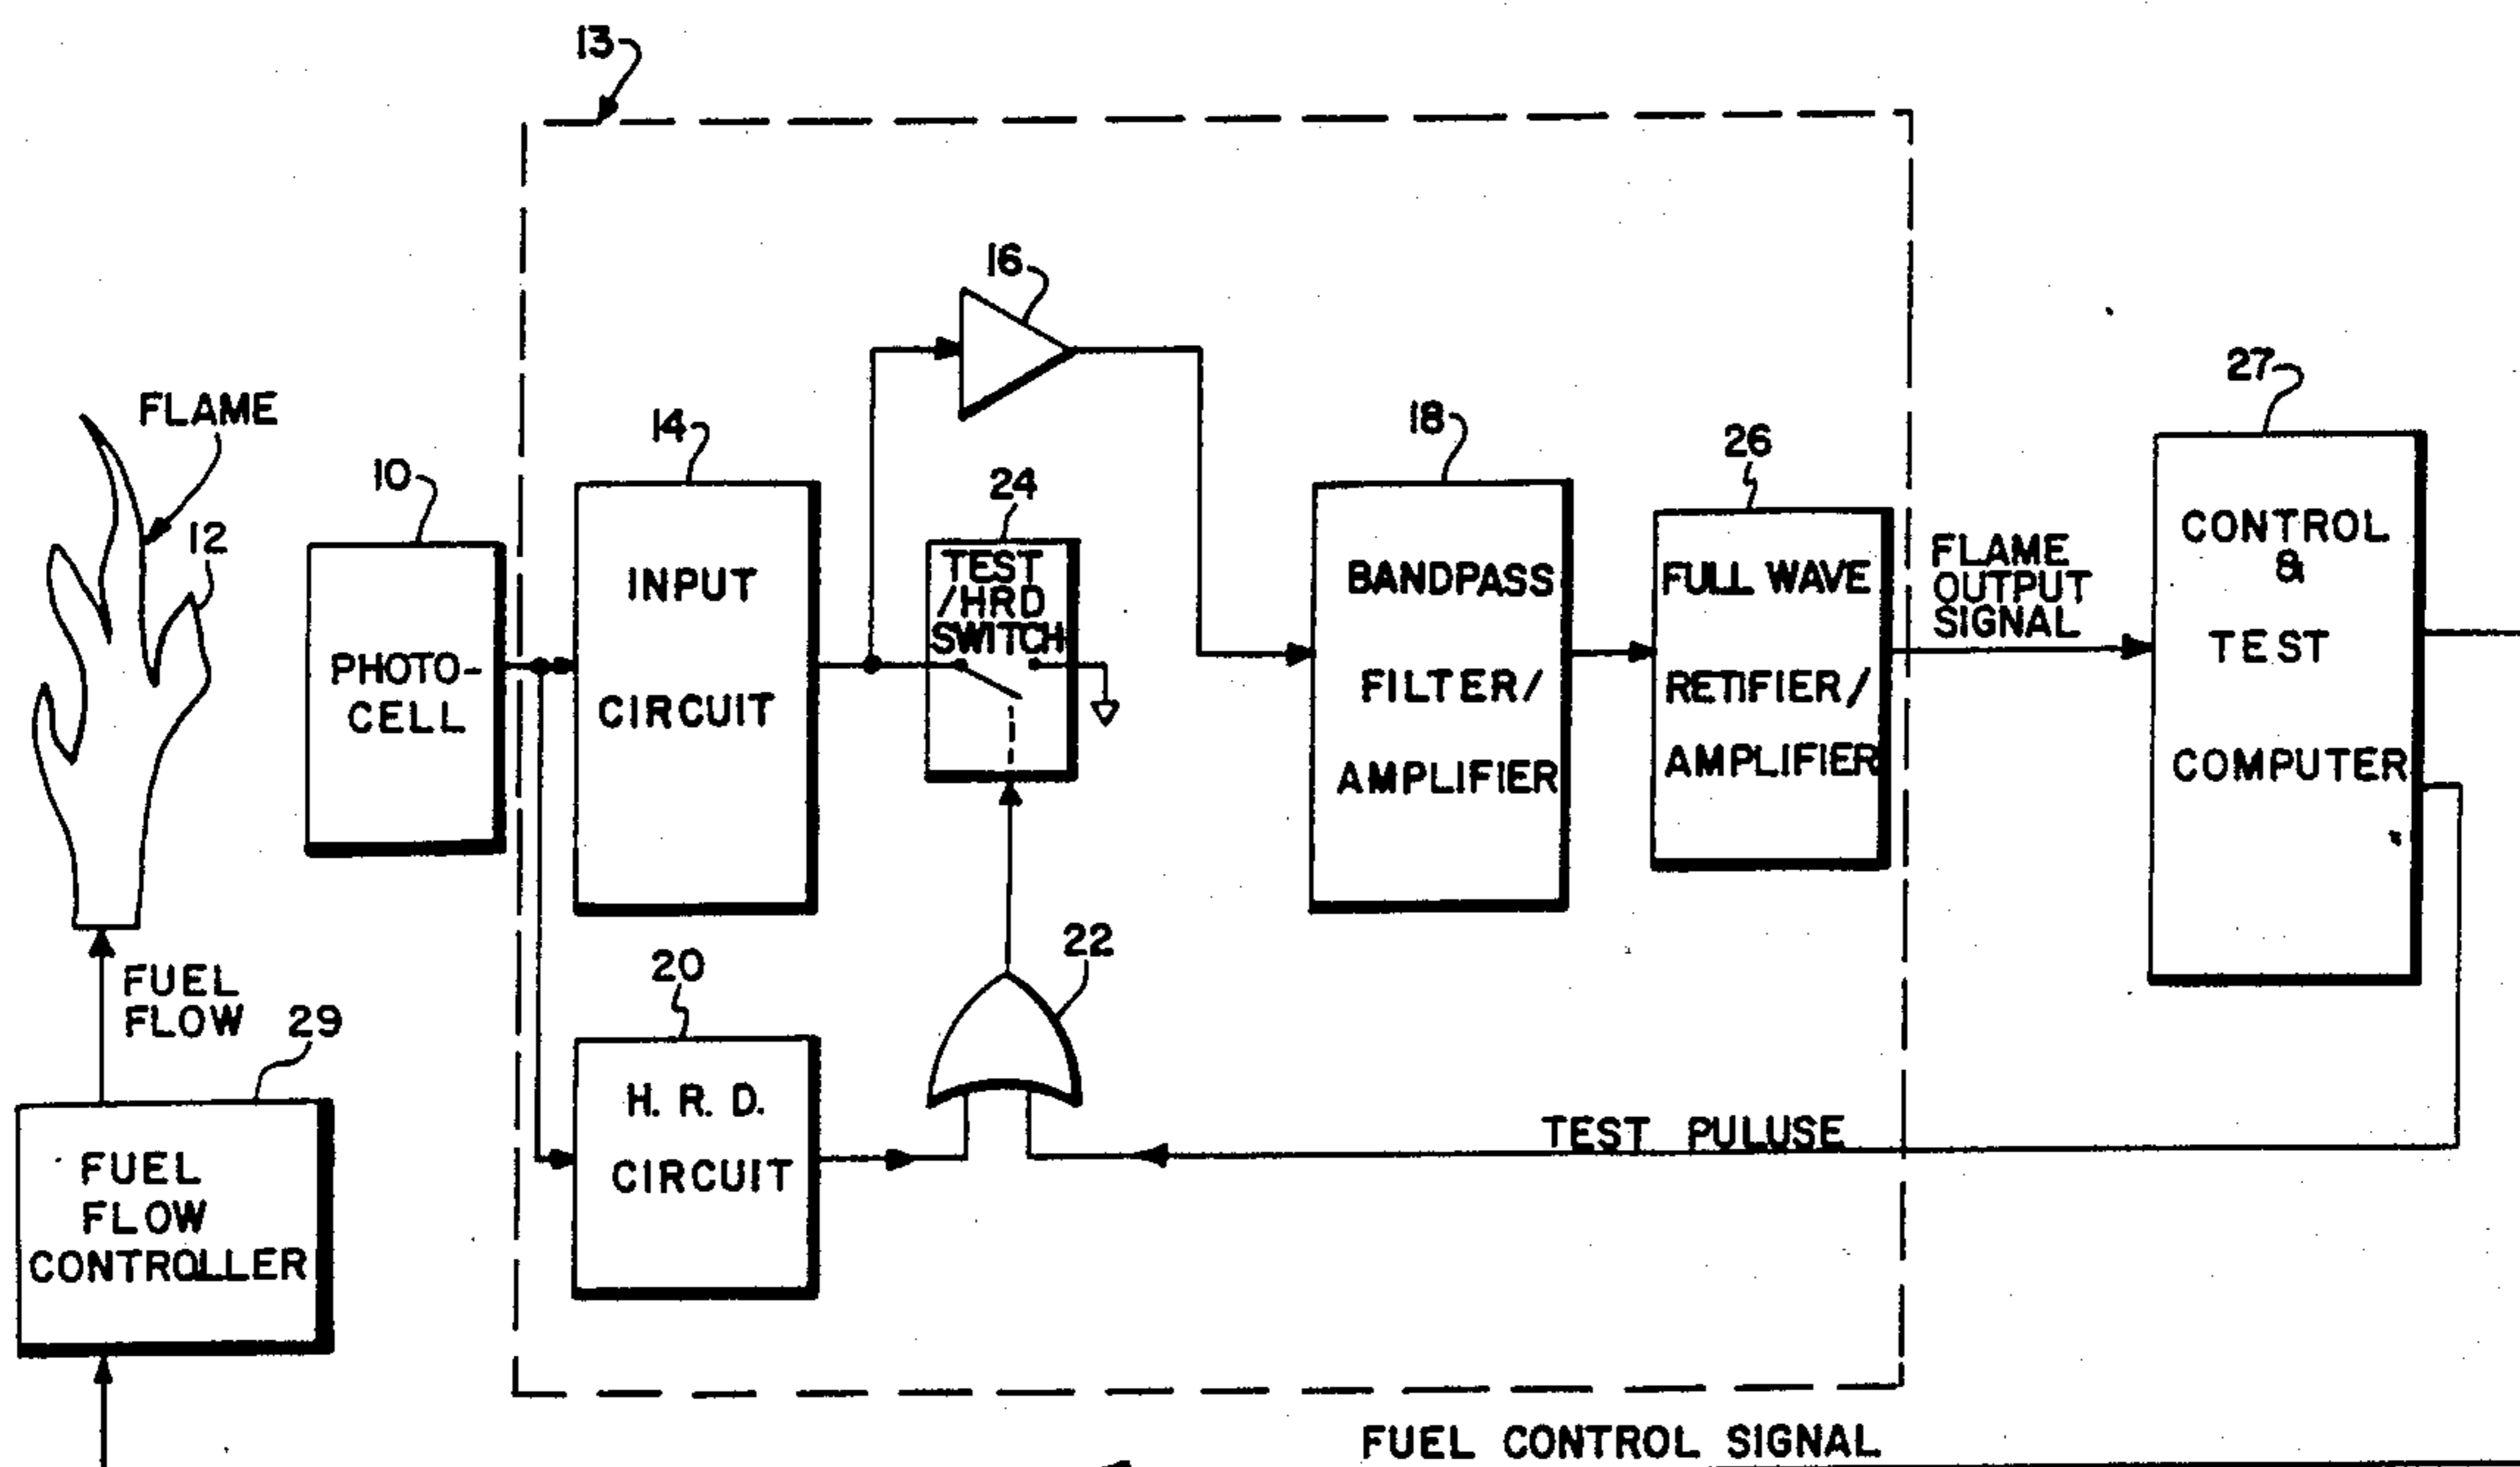 13
16
27
FLAME
14
18
26
10
24
12
TEST
/HRD
SWITCH
INPUT
CIRCUIT
BANDPASS
FILTER/
AMPLIFIER
FULL WAVE
RETIFIER/
AMPLIFIER
FLAME
OUTPUT
SIGNAL
CONTROL
&
TEST
COMPUTER
PHOTO-
CELL
22
20
FUEL
FLOW
29
H. R. D.
CIRCUIT
TEST PULUSE
FUEL
FLOW
CONTROLLER
FUEL CONTROL SIGNAL